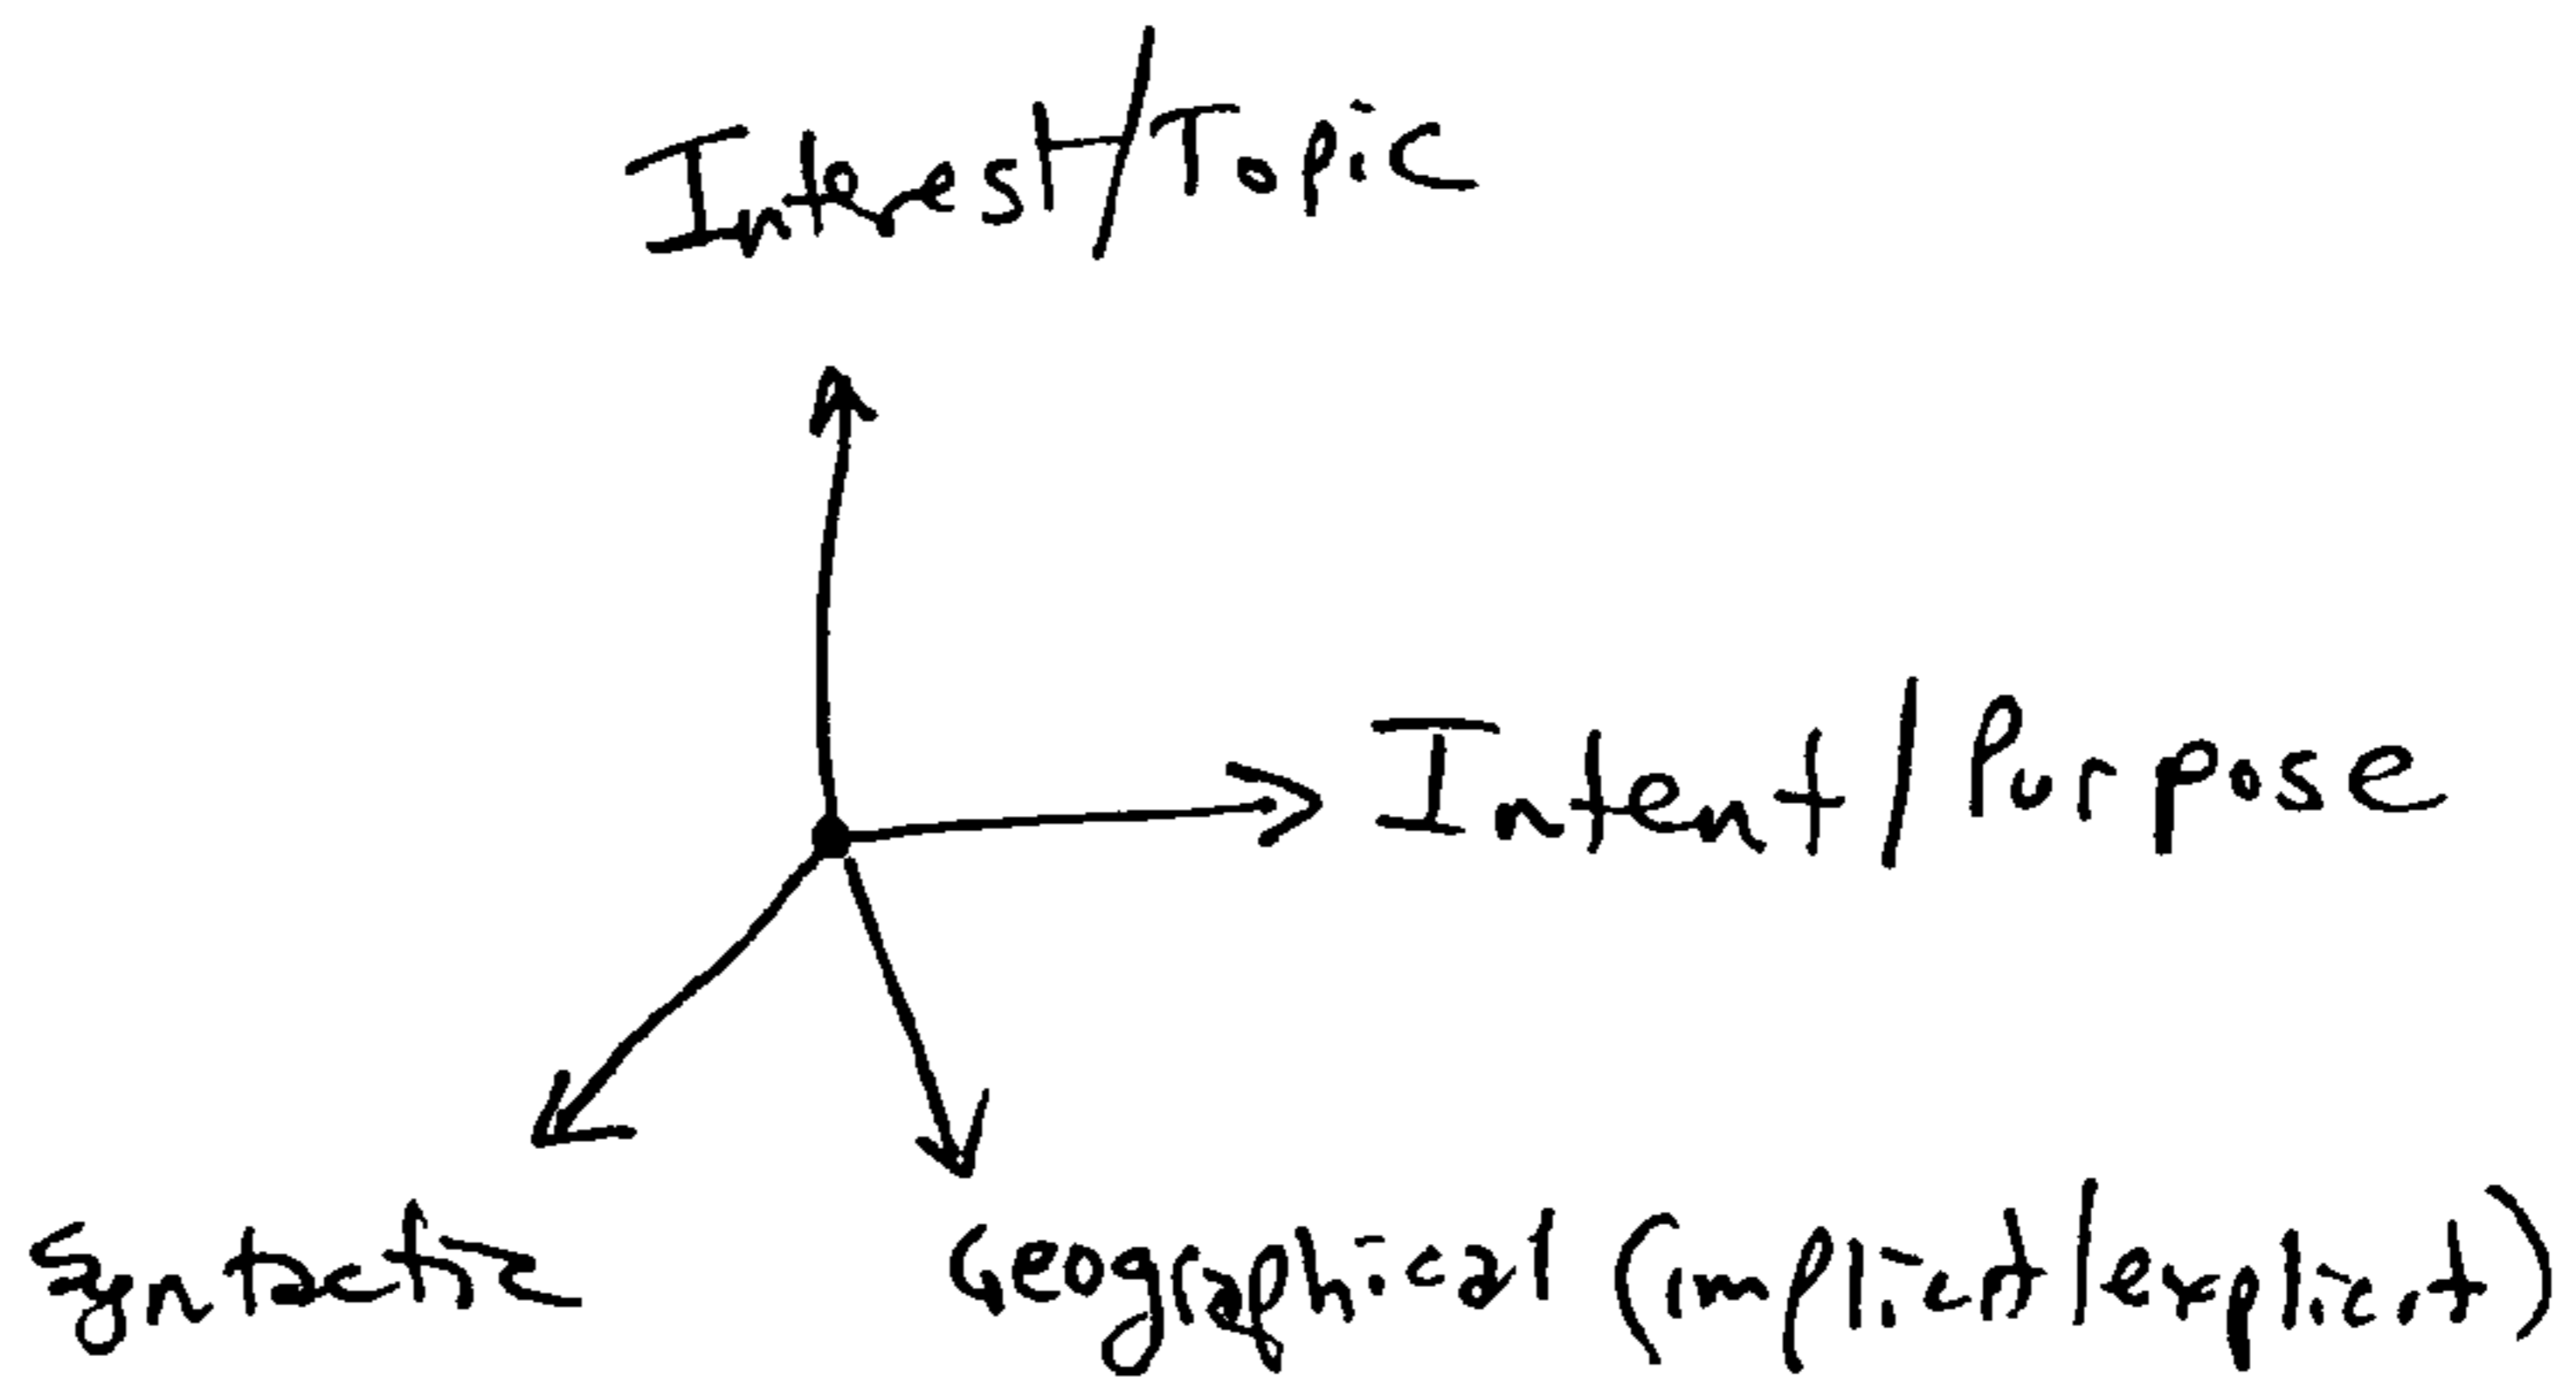 Interest/Topic
Intent/Purpose
Syntactic
Geographical (implicit/explicit)